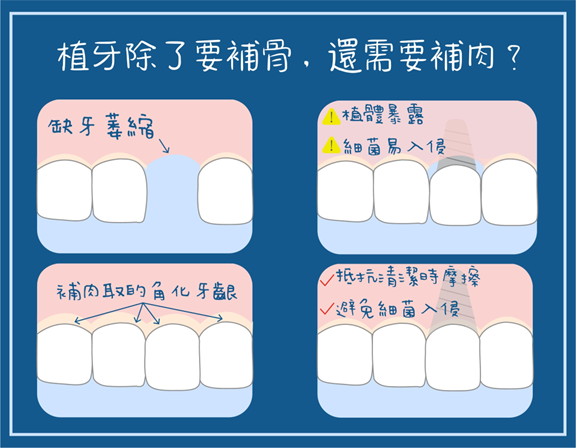 植牙除了要補骨，還需要補肉？
缺牙萎縮
植體暴露
細菌易入侵
補肉取的角化牙齦
抵抗清潔時摩擦
避免細菌入侵